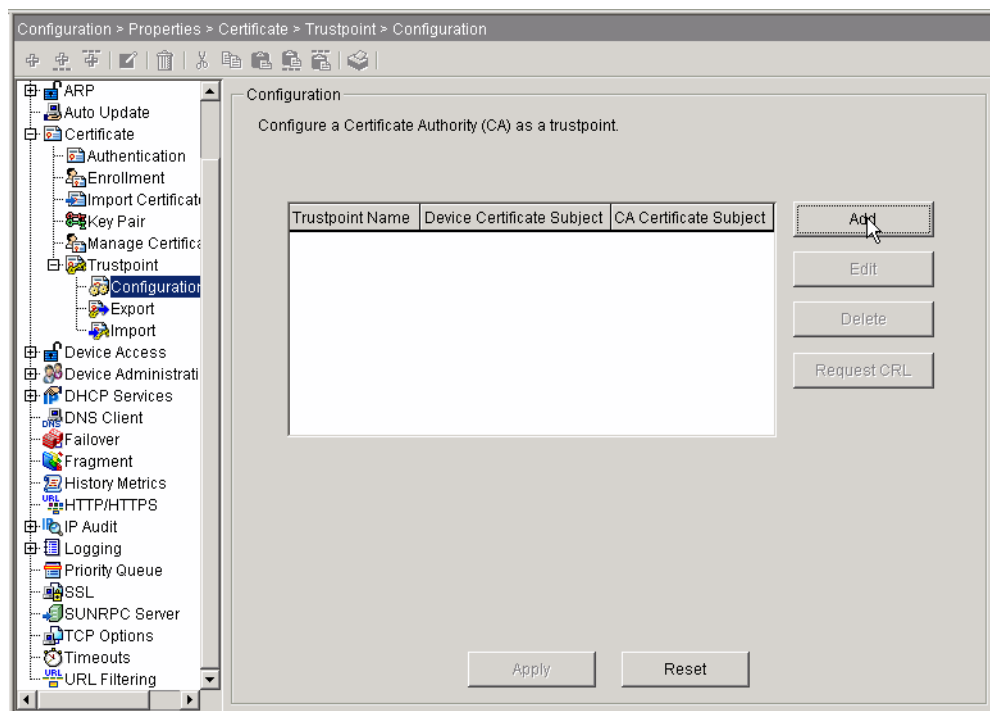 Configuration > Properties > Certificate > Trustpoint > Configuration
ARP
Auto Update
Certificate
Authentication
Enrollment
Import Certificat
Key Pair
Manage Certifica
Trustpoint
Configuration
Export
Import
Device Access
Device Administrati
DHCP Services
DNS Client
Failover
Fragment
History Metrics
HTTP/HTTPS
IP Audit
Logging
Priority Queue
SSL
SUNRPC Server
TCP Options
Timeouts
URL Filtering
Configuration
Configure a Certificate Authority (CA) as a trustpoint.
Trustpoint Name Device Certificate Subject CA Certificate Subject
Add
Edit
Delete
Request CRL
Apply Reset